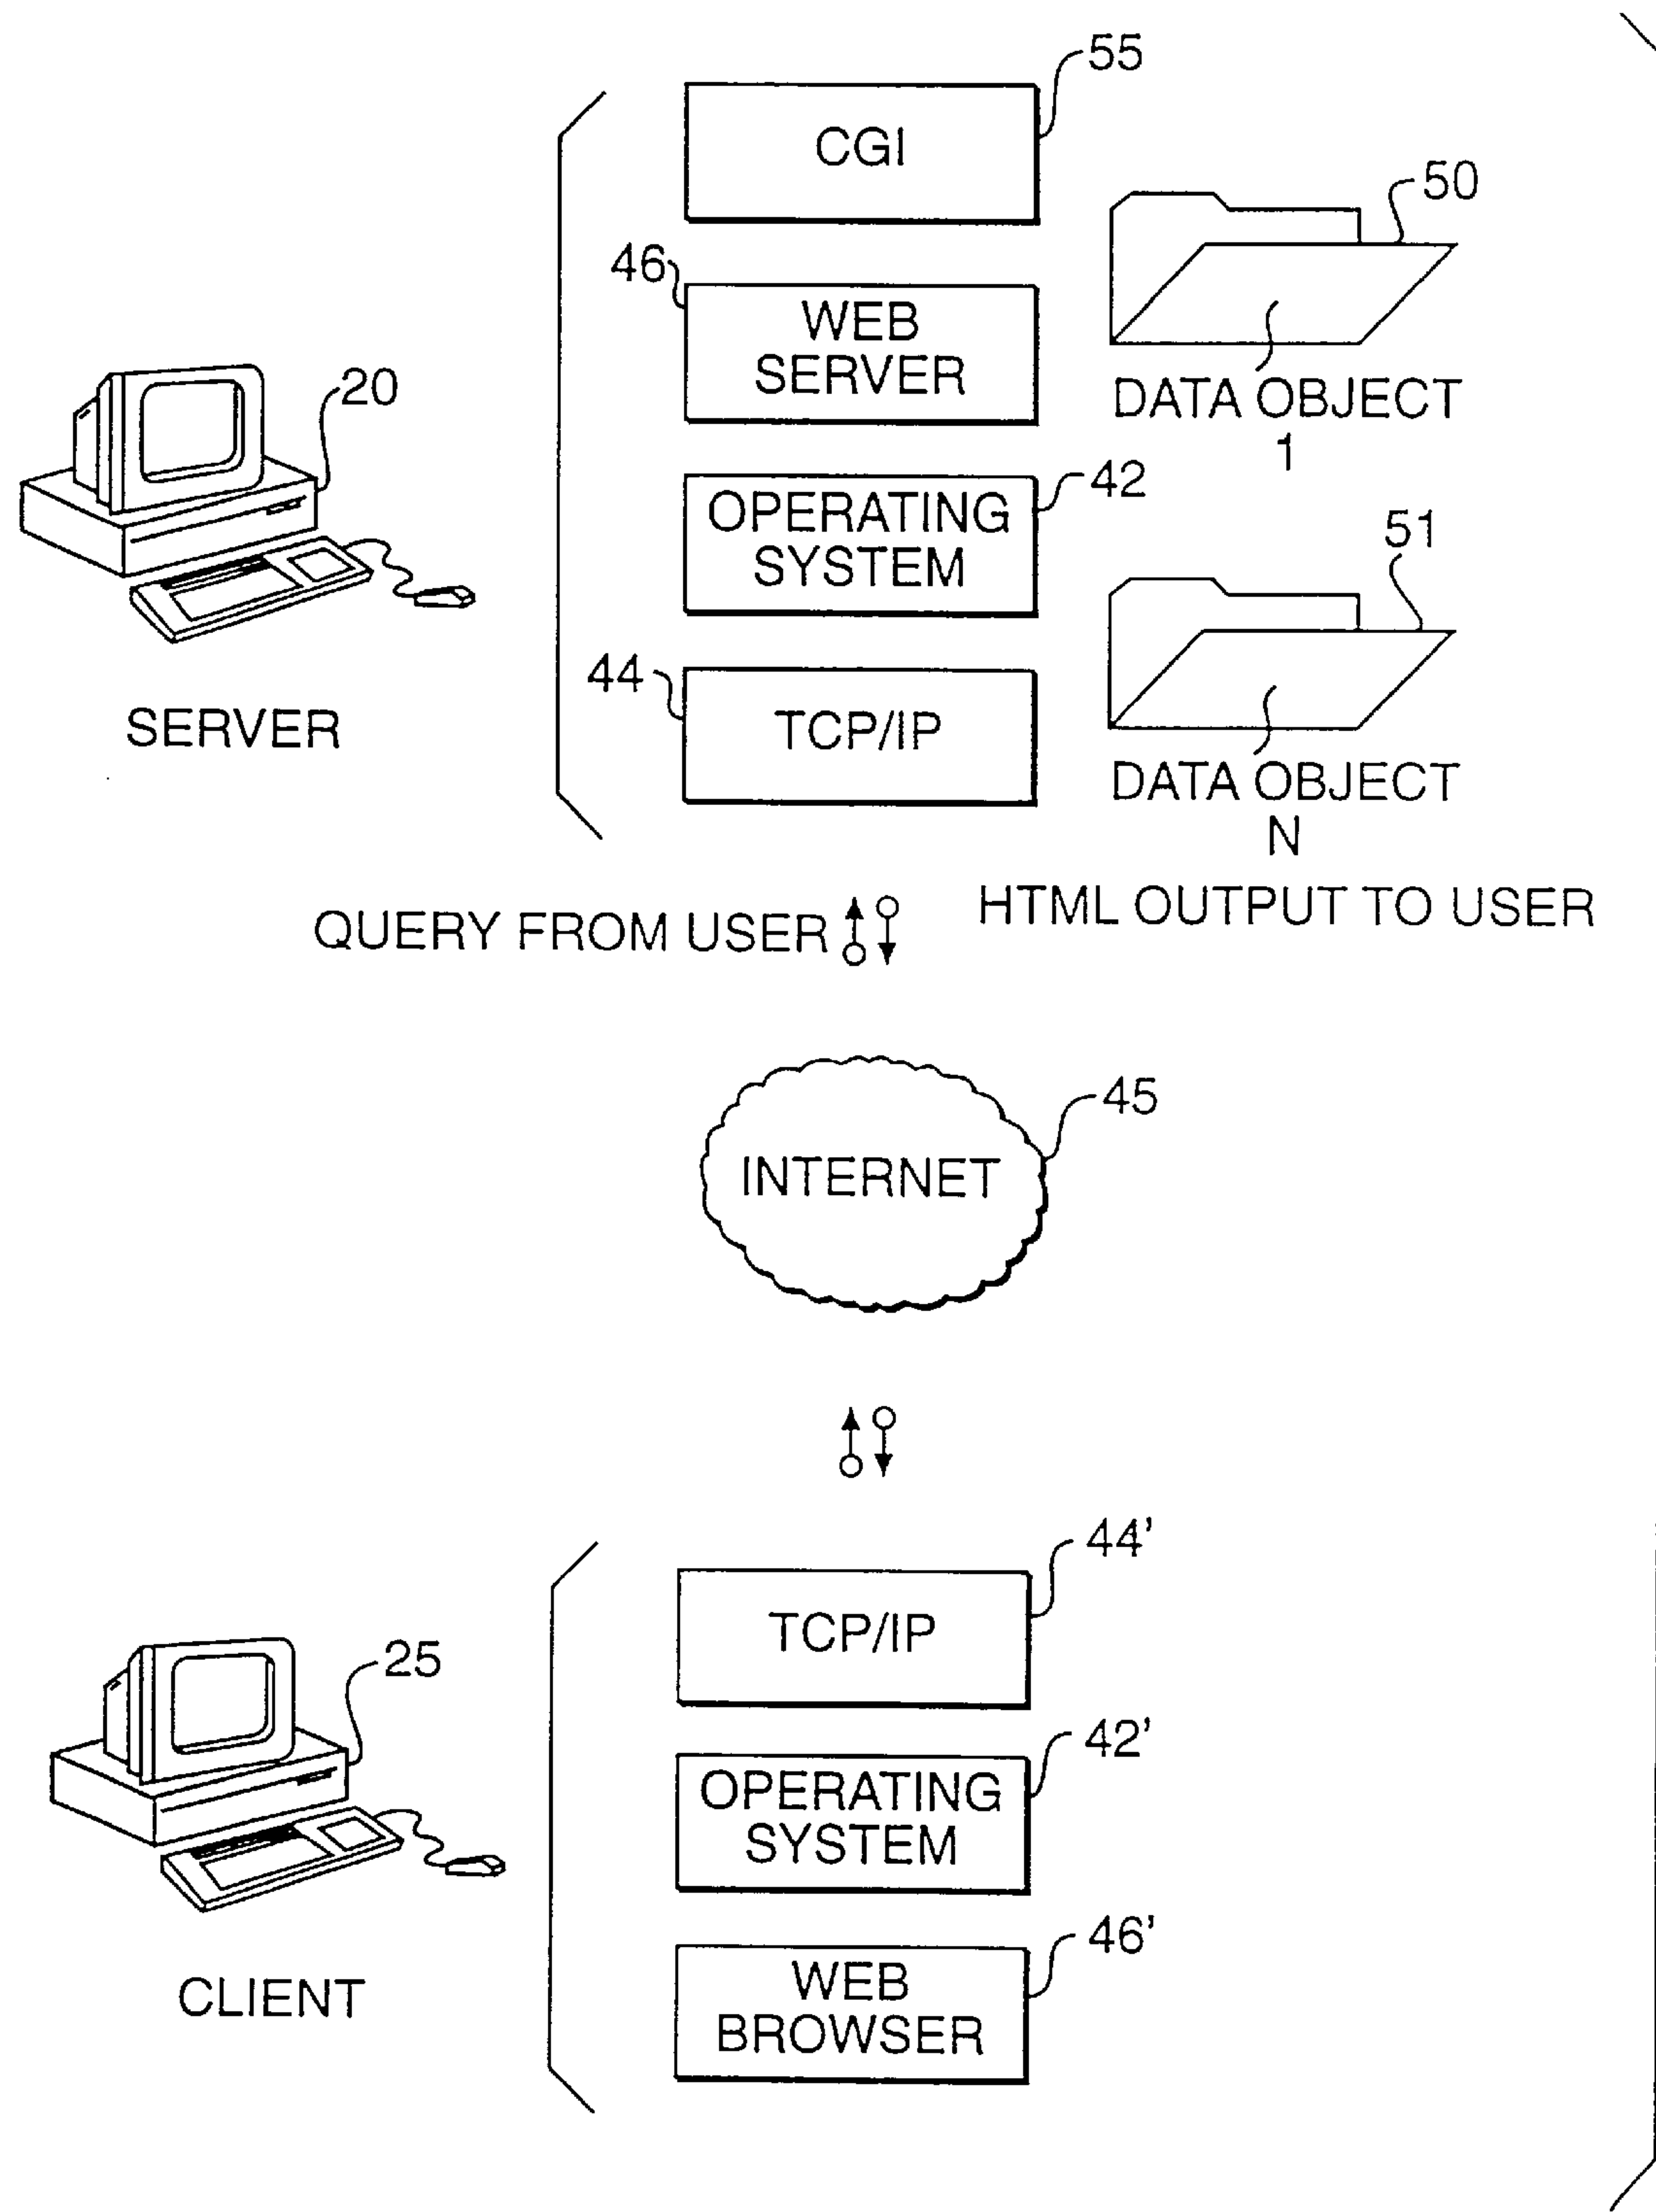 55
CGI
50
46
WEB
SERVER
20
DATA OBJECT
1
42
OPERATING
SYSTEM
51
44
TCP/IP
SERVER
DATA OBJECT
N
QUERY FROM USER
HTML OUTPUT TO USER
45
INTERNET
44'
TCP/IP
25
42'
OPERATING
SYSTEM
46'
WEB
BROWSER
CLIENT